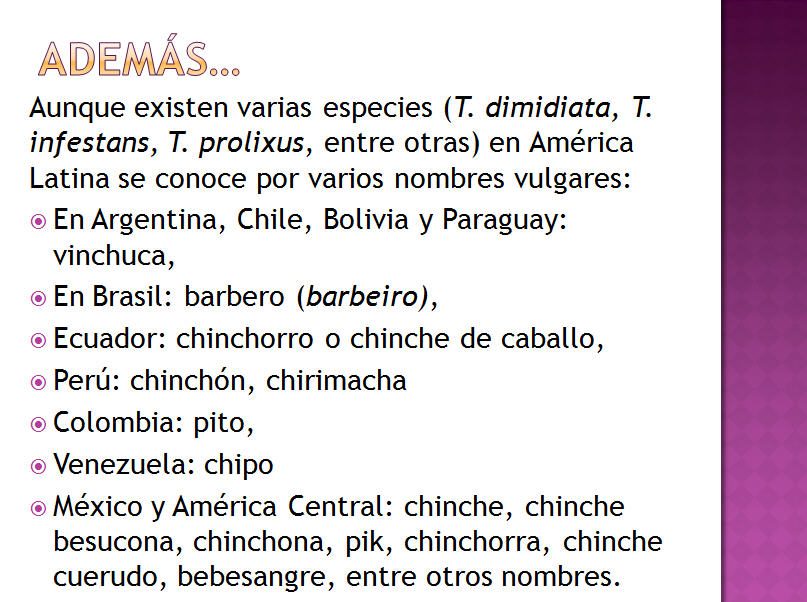 ADEMÁS...
Aunque existen varias especies (T. dimidiata, T.
infestans, T. prolixus, entre otras) en América
Latina se conoce por varios nombres vulgares:
En Argentina, Chile, Bolivia y Paraguay:
vinchuca,
En Brasil: barbero (barbeiro),
Ecuador: chinchorro o chinche de caballo,
Perú: chinchón, chirimacha
Colombia: pito,
Venezuela: chipo
México y América Central: chinche, chinche
besucona, chinchona, pik, chinchorra, chinche
cuerudo, bebesangre, entre otros nombres.